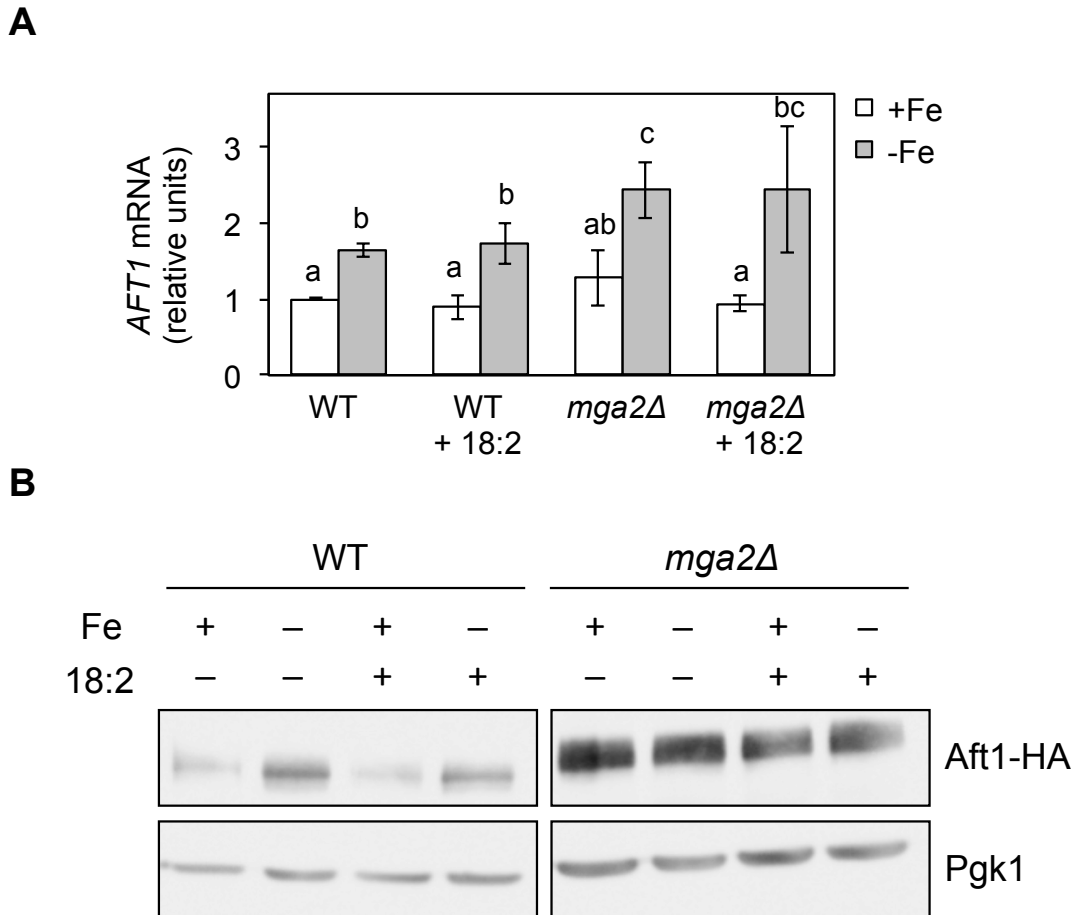 A
AFT1 mRNA
(relative units)
3
2
1
0
a
b
a
b
ab
c
a
bc
+Fe
-Fe
WT
WT
+ 18:2
mga2Δ
mga2Δ
+ 18:2
B
WT
mga2Δ
Fe + – + – + – + –
18:2 – – + + – – + +
Aft1-HA
Pgk1